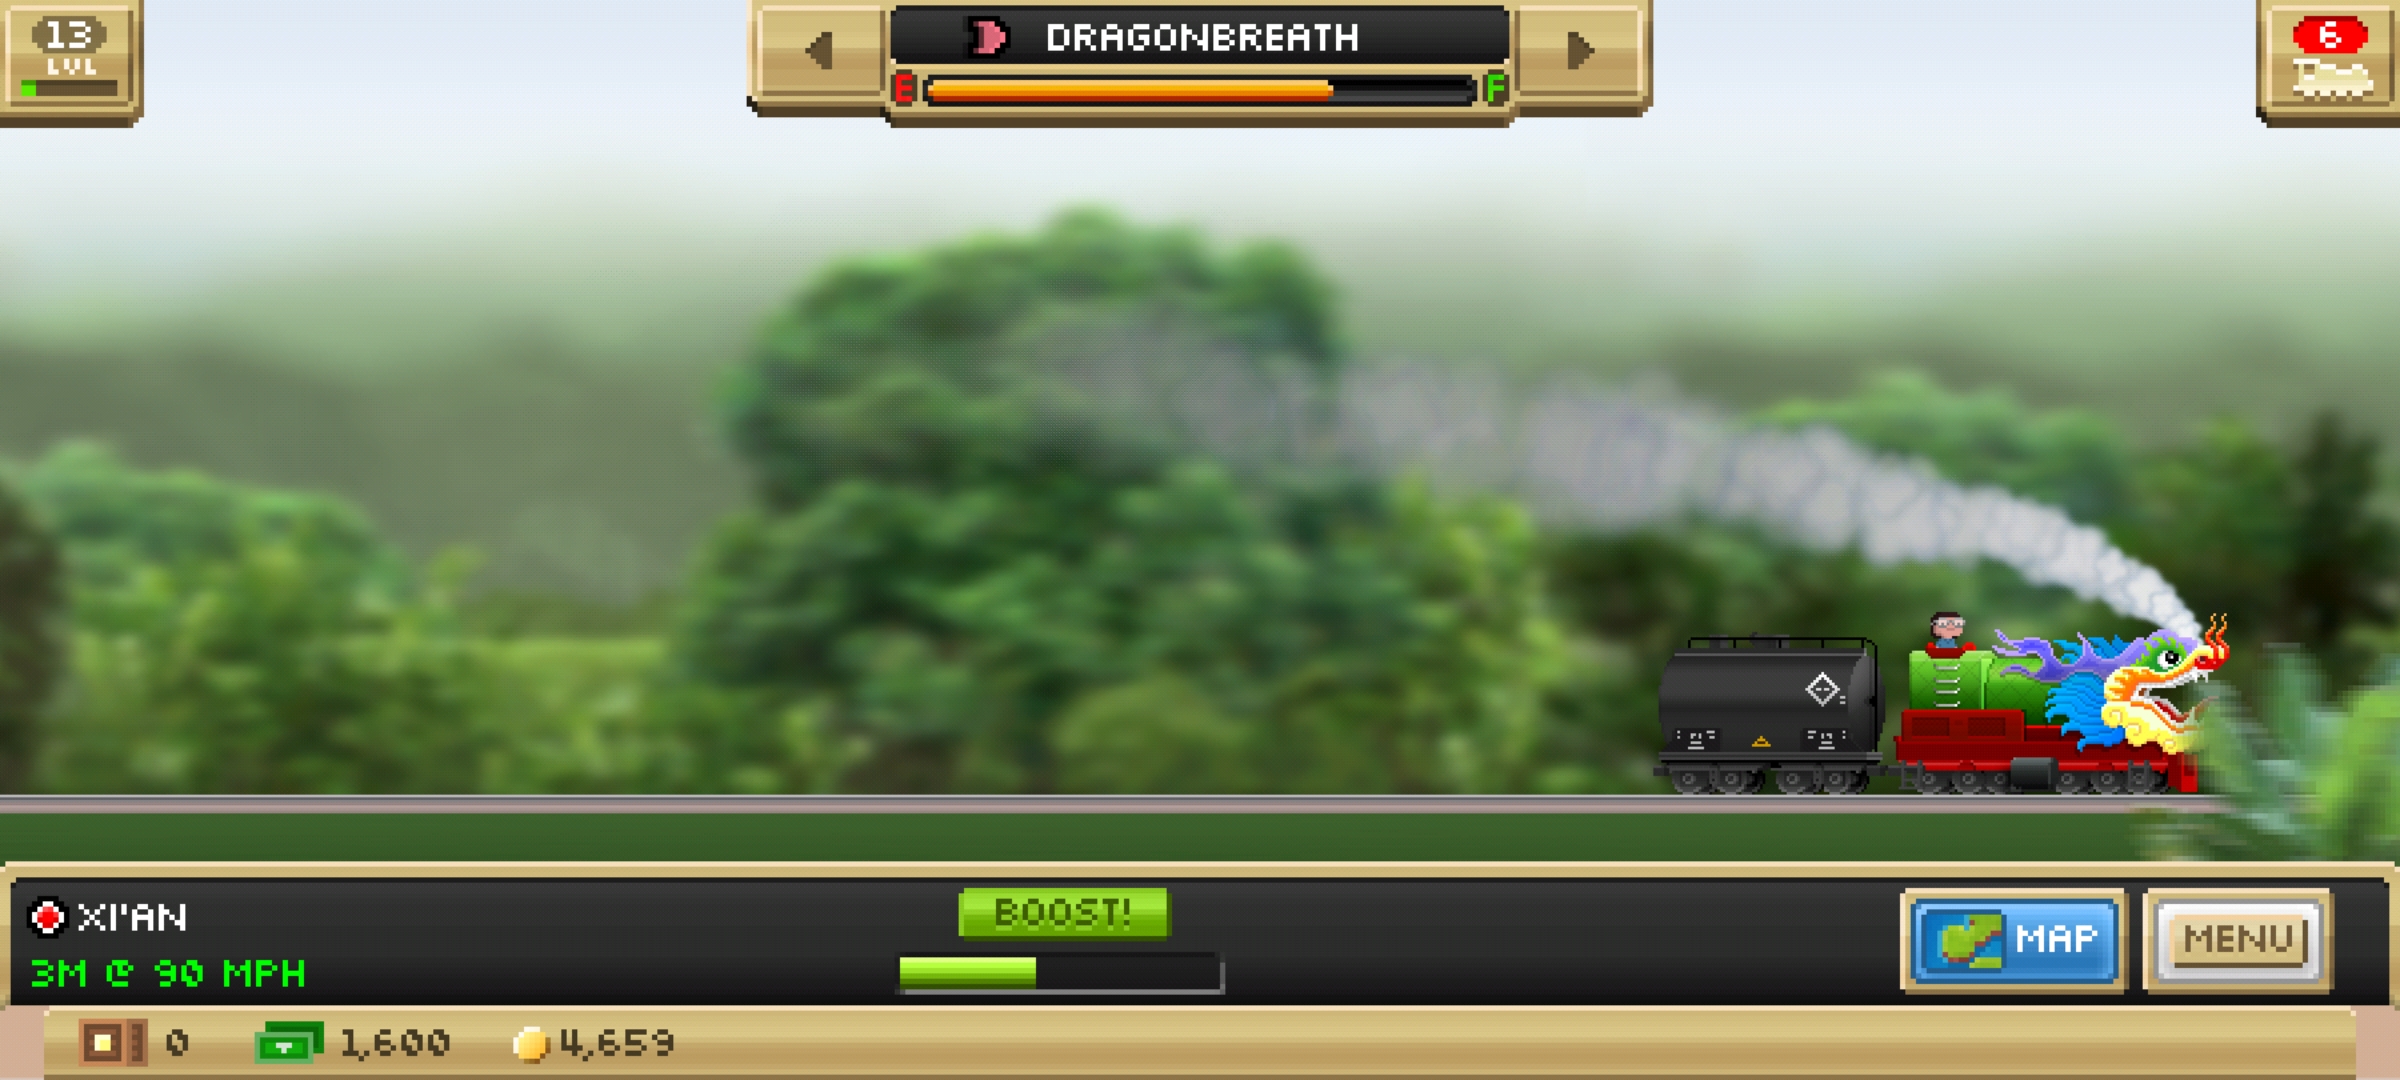 13
LVL
DRAGONBREATH
E F
6
XI'AN
BOOST!
3M @ 90 MPH
MAP
MENU
0 1,600 4,659